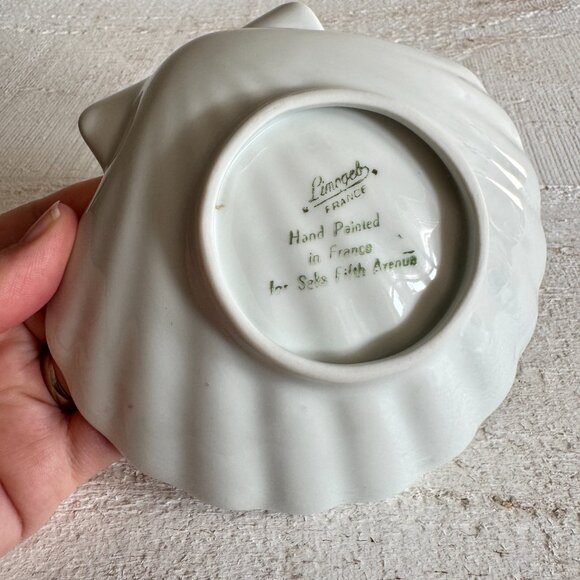 Limoges
FRANCE
Hand Painted
in France
for Saks Fifth Avenue